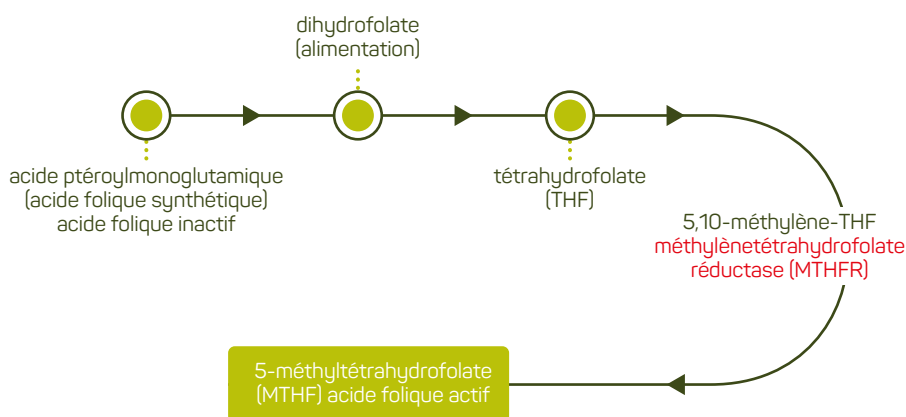 dihydrofolate
(alimentation)
acide ptéroylmonoglutamique
(acide folique synthétique)
acide folique inactif
tétrahydrofolate
(THF)
5,10-méthylène-THF
méthylènetétrahydrofolate
réductase (MTHFR)
5-méthyltétrahydrofolate
(MTHF) acide folique actif